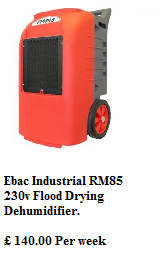 Ebac Industrial RM85
230v Flood Drying
Dehumidifier.
£ 140.00 Per week